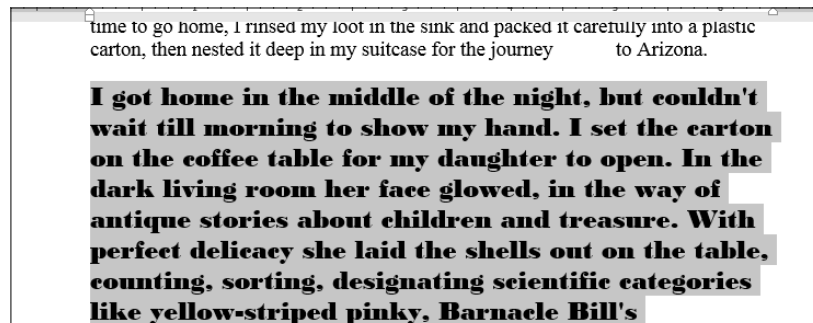 time to go home, I rinsed my loot in the sink and packed it carefully into a plastic
carton, then nested it deep in my suitcase for the journey to Arizona.
I got home in the middle of the night, but couldn't
wait till morning to show my hand. I set the carton
on the coffee table for my daughter to open. In the
dark living room her face glowed, in the way of
antique stories about children and treasure. With
perfect delicacy she laid the shells out on the table,
counting, sorting, designating scientific categories
like yellow-striped pinky, Barnacle Bill's